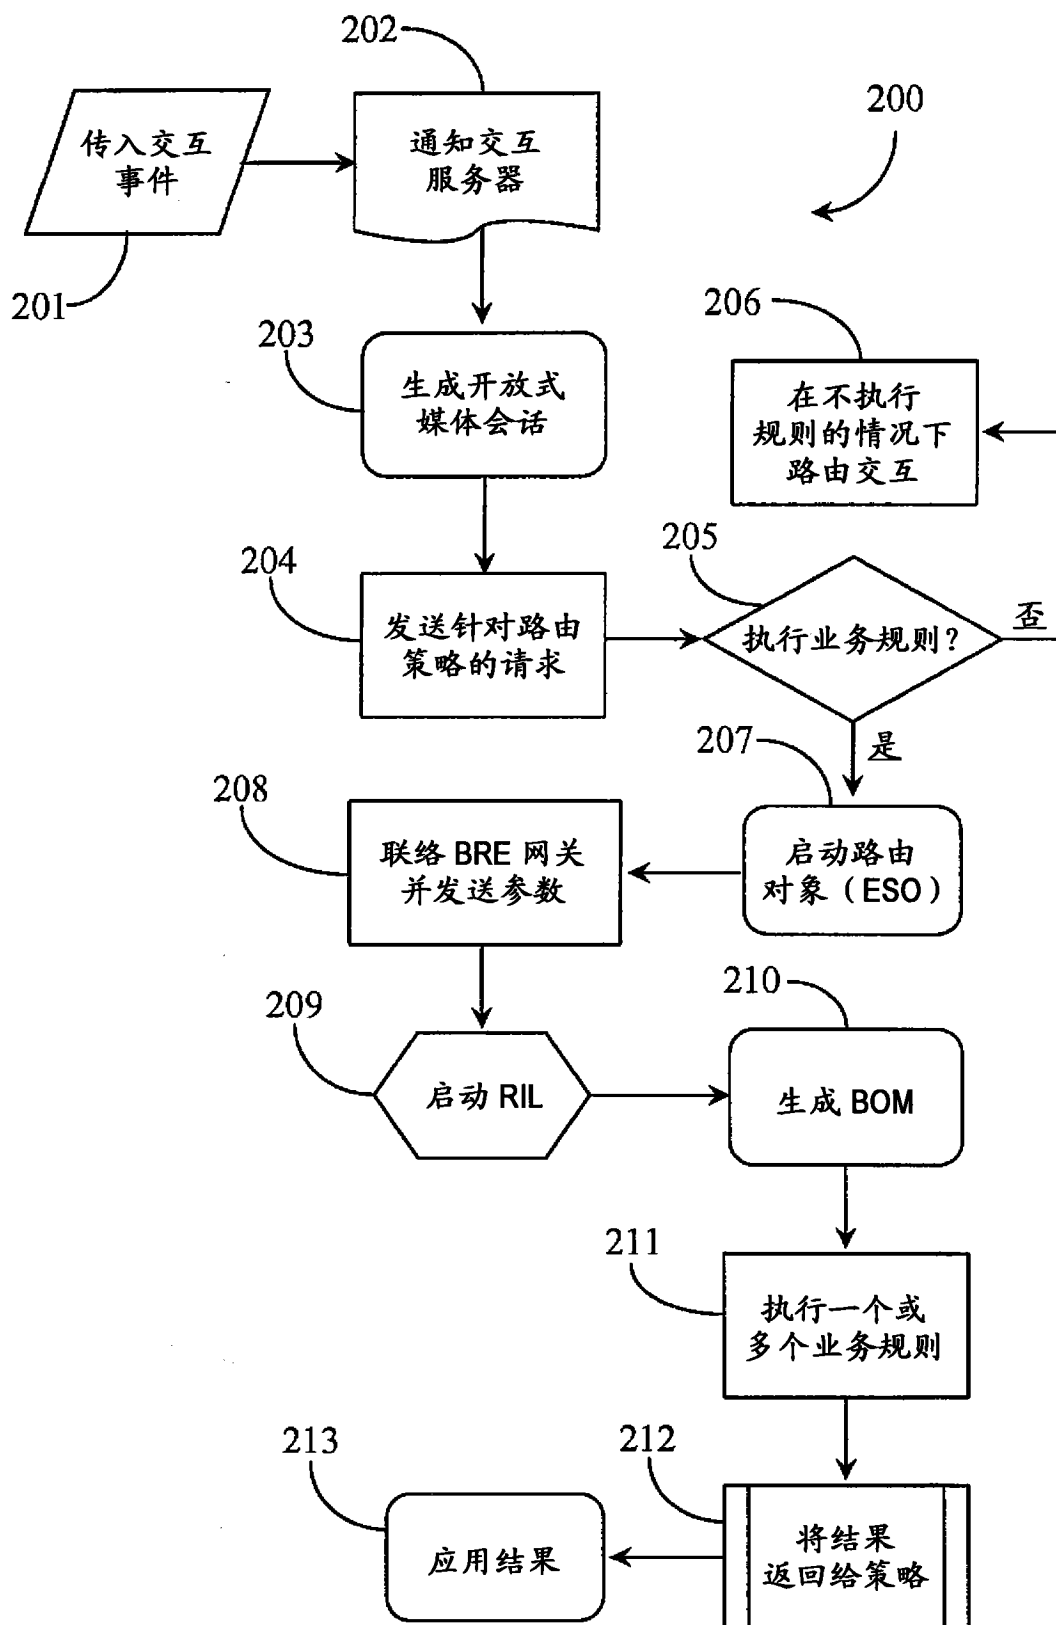 202
200
传入交互
事件
通知交互
服务器
201
206
203
生成开放式
媒体会话
在不执行
规则的情况下
路由交互
204
205
发送针对路由
策略的请求
执行业务规则?
否
是
207
208
联络 BRE 网关
并发送参数
启动路由
对象（ESO）
209
210
启动 RIL
生成 BOM
211
执行一个或
多个业务规则
213
212
应用结果
将结果
返回给策略